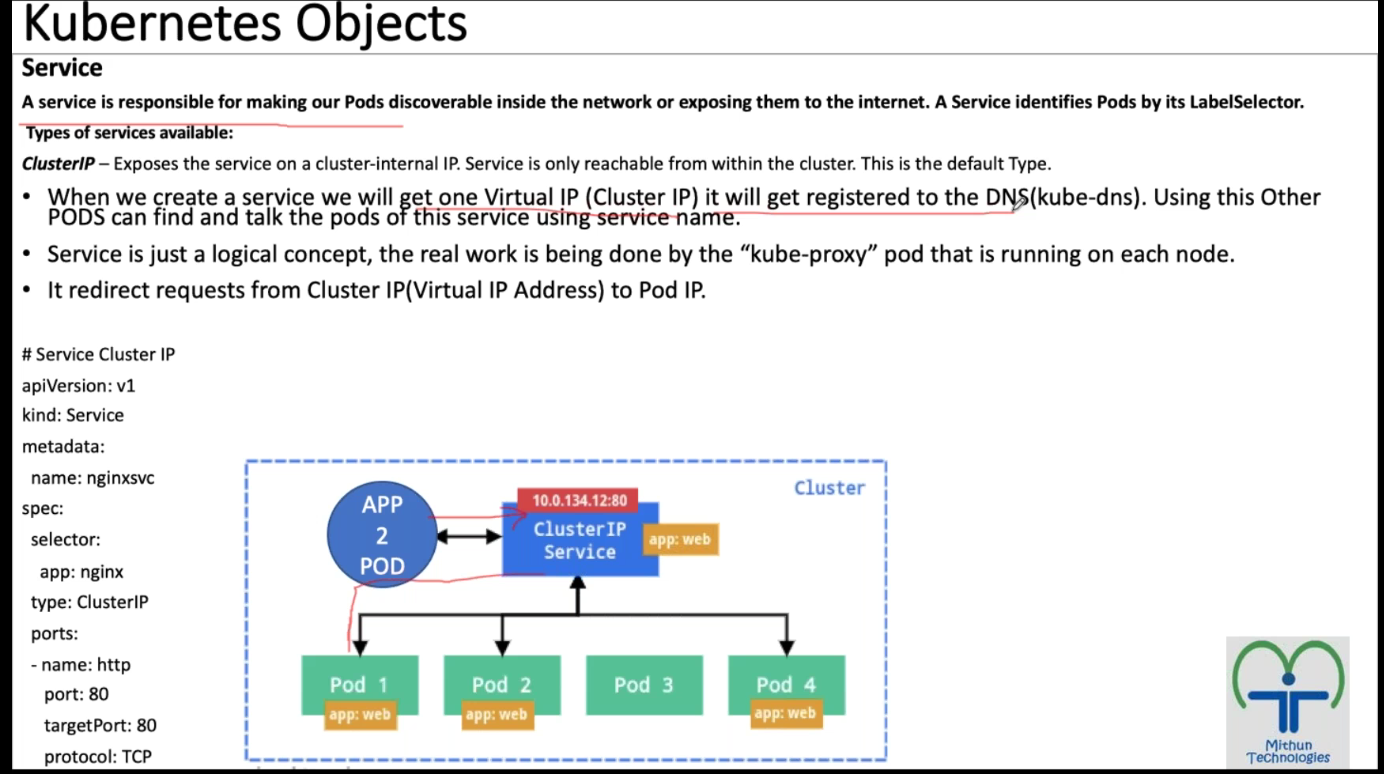 Kubernetes Objects
Service
A service is responsible for making our Pods discoverable inside the network or exposing them to the internet. A Service identifies Pods by its LabelSelector.
Types of services available:
ClusterIP – Exposes the service on a cluster-internal IP. Service is only reachable from within the cluster. This is the default Type.
• When we create a service we will get one Virtual IP (Cluster IP) it will get registered to the DNS(kube-dns). Using this Other
PODS can find and talk the pods of this service using service name.
• Service is just a logical concept, the real work is being done by the “kube-proxy” pod that is running on each node.
• It redirect requests from Cluster IP(Virtual IP Address) to Pod IP.
# Service Cluster IP
apiVersion: v1
kind: Service
metadata:
name: nginxsvc
spec:
selector:
app: nginx
type: ClusterIP
ports:
- name: http
port: 80
targetPort: 80
protocol: TCP
Cluster
APP
2
POD
10.0.134.12:80
ClusterIP
Service
app: web
Pod 1
app: web
Pod 2
app: web
Pod 3
Pod 4
app: web
Mithun
Technologies